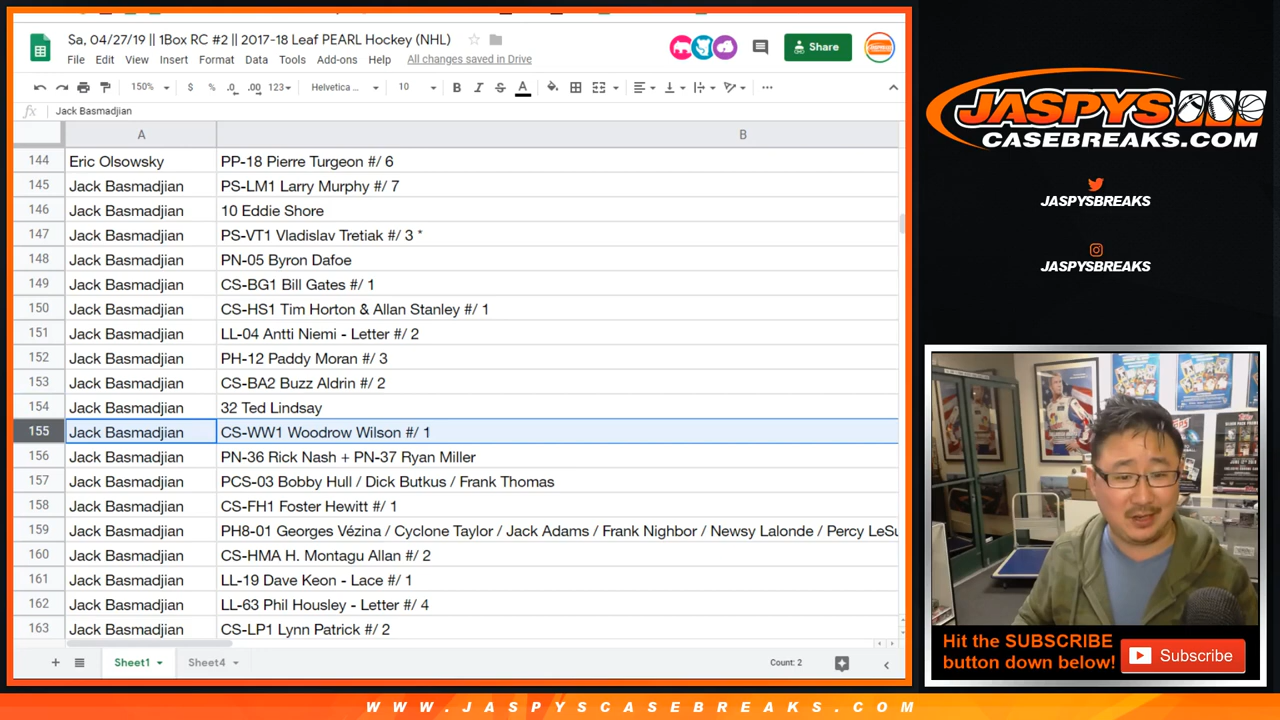 Sa, 04/27/19 || 1Box RC #2 || 2017-18 Leaf PEARL Hockey (NHL)
Share
File Edit View Insert Format Data Tools Add-ons Help All changes saved in Drive
150% $ % .0 .00 123 Helvetica ... 10 B I S A
fx Jack Basmadjian
A B
144 Eric Olsowsky PP-18 Pierre Turgeon #/ 6
145 Jack Basmadjian PS-LM1 Larry Murphy #/ 7
146 Jack Basmadjian 10 Eddie Shore
147 Jack Basmadjian PS-VT1 Vladislav Tretiak #/ 3 *
148 Jack Basmadjian PN-05 Byron Dafoe
149 Jack Basmadjian CS-BG1 Bill Gates #/ 1
150 Jack Basmadjian CS-HS1 Tim Horton & Allan Stanley #/ 1
151 Jack Basmadjian LL-04 Antti Niemi - Letter #/ 2
152 Jack Basmadjian PH-12 Paddy Moran #/ 3
153 Jack Basmadjian CS-BA2 Buzz Aldrin #/ 2
154 Jack Basmadjian 32 Ted Lindsay
155 Jack Basmadjian CS-WW1 Woodrow Wilson #/ 1
156 Jack Basmadjian PN-36 Rick Nash + PN-37 Ryan Miller
157 Jack Basmadjian PCS-03 Bobby Hull / Dick Butkus / Frank Thomas
158 Jack Basmadjian CS-FH1 Foster Hewitt #/ 1
159 Jack Basmadjian PH8-01 Georges Vézina / Cyclone Taylor / Jack Adams / Frank Nighbor / Newsy Lalonde / Percy LeSu
160 Jack Basmadjian CS-HMA H. Montagu Allan #/ 2
161 Jack Basmadjian LL-19 Dave Keon - Lace #/ 1
162 Jack Basmadjian LL-63 Phil Housley - Letter #/ 4
163 Jack Basmadjian CS-LP1 Lynn Patrick #/ 2
Sheet1 Sheet4 Count: 2
JASPYS
CASEBREAKS.COM
JASPYSBREAKS
JASPYSBREAKS
Hit the SUBSCRIBE
button down below!
Subscribe
WWW.JASPYSCASEBREAKS.COM